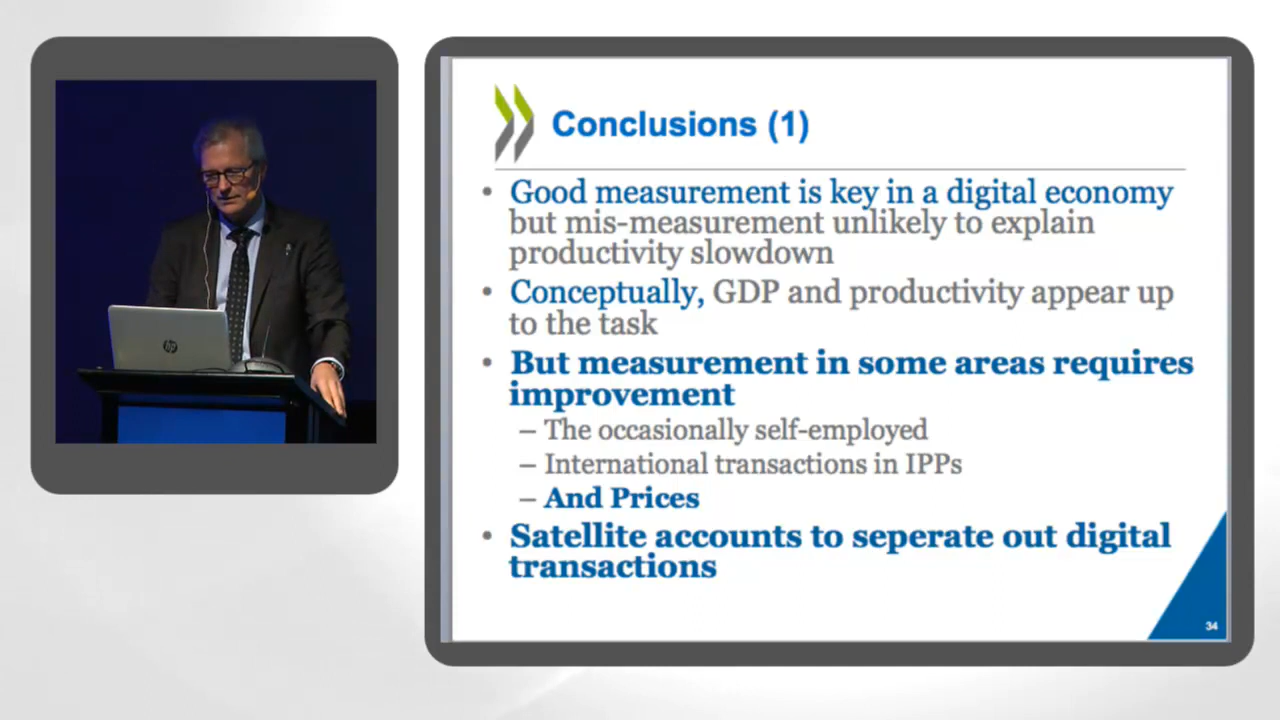 Conclusions (1)
• Good measurement is key in a digital economy
but mis-measurement unlikely to explain
productivity slowdown
• Conceptually, GDP and productivity appear up
to the task
• But measurement in some areas requires
improvement
– The occasionally self-employed
– International transactions in IPPs
– And Prices
• Satellite accounts to seperate out digital
transactions
34
hp